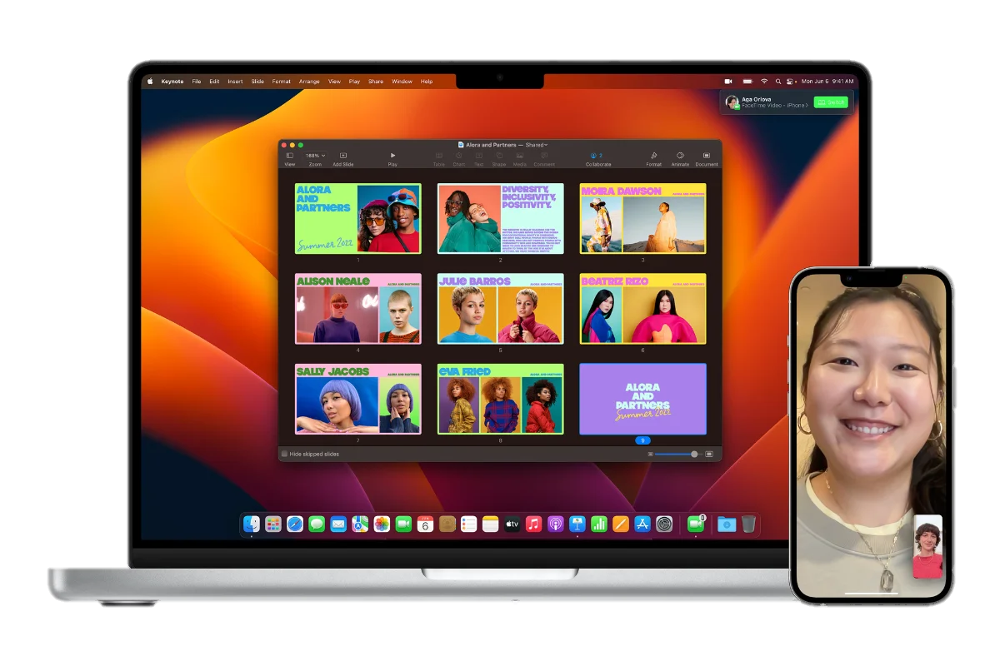 Keynote File Edit Insert Slide Format Arrange View Play Share Window Help
Mon Jun 6 9:41 AM
Aga Orlova
FaceTime Video - iPhone
Switch
Alora and Partners — Shared
168%
2
View Zoom Add Slide Play Table Chart Text Shape Media Comment Collaborate Format Animate Document
ALORA
AND
PARTNERS
Summer 2022
1
DIVERSITY,
INCLUSIVITY,
POSITIVITY.
2
MOIRA DAWSON
ALORA AND PARTNERS
3
ALISON NEALE
ALORA AND PARTNERS
4
JULIE BARROS
ALORA AND PARTNERS
5
BEATRIZ RIZO
ALORA AND PARTNERS
6
SALLY JACOBS
ALORA AND PARTNERS
7
EVA FRIED
ALORA AND PARTNERS
8
ALORA
AND
PARTNERS
Summer 2022
9
Hide skipped slides
JUN
6
tv